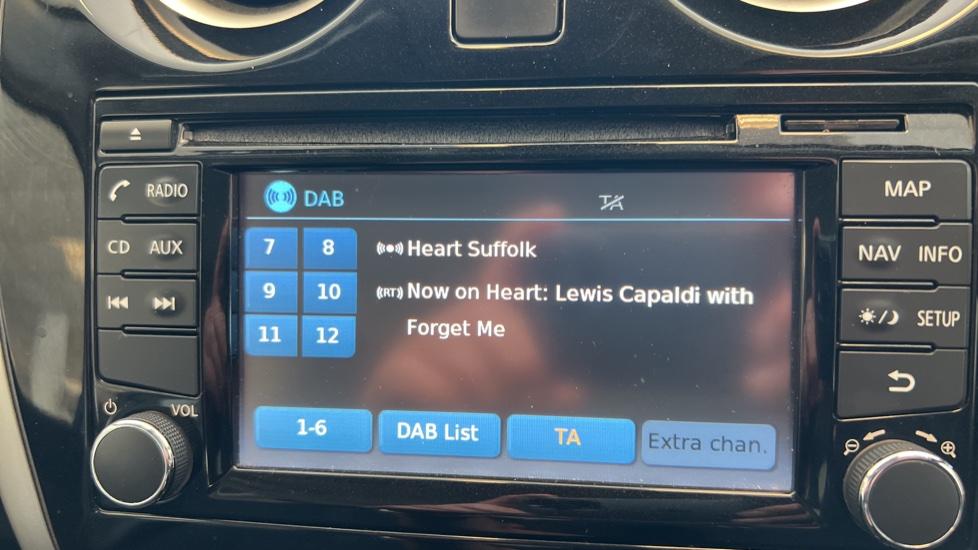 RADIO
CD AUX
VOL
DAB
TA
7 8
9 10
11 12
Heart Suffolk
(RT) Now on Heart: Lewis Capaldi with
Forget Me
1-6 DAB List TA Extra chan.
MAP
NAV INFO
SETUP